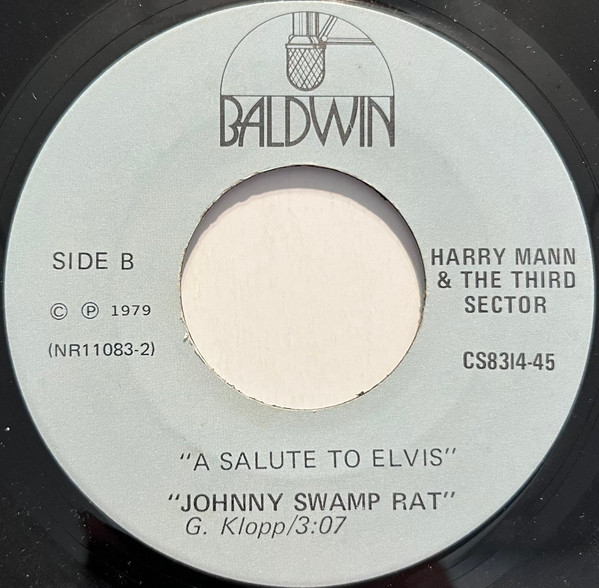 BALDWIN
SIDE B
© ℗ 1979
(NR11083-2)
HARRY MANN
& THE THIRD
SECTOR
CS8314-45
"A SALUTE TO ELVIS"
"JOHNNY SWAMP RAT"
G. Klopp/3:07